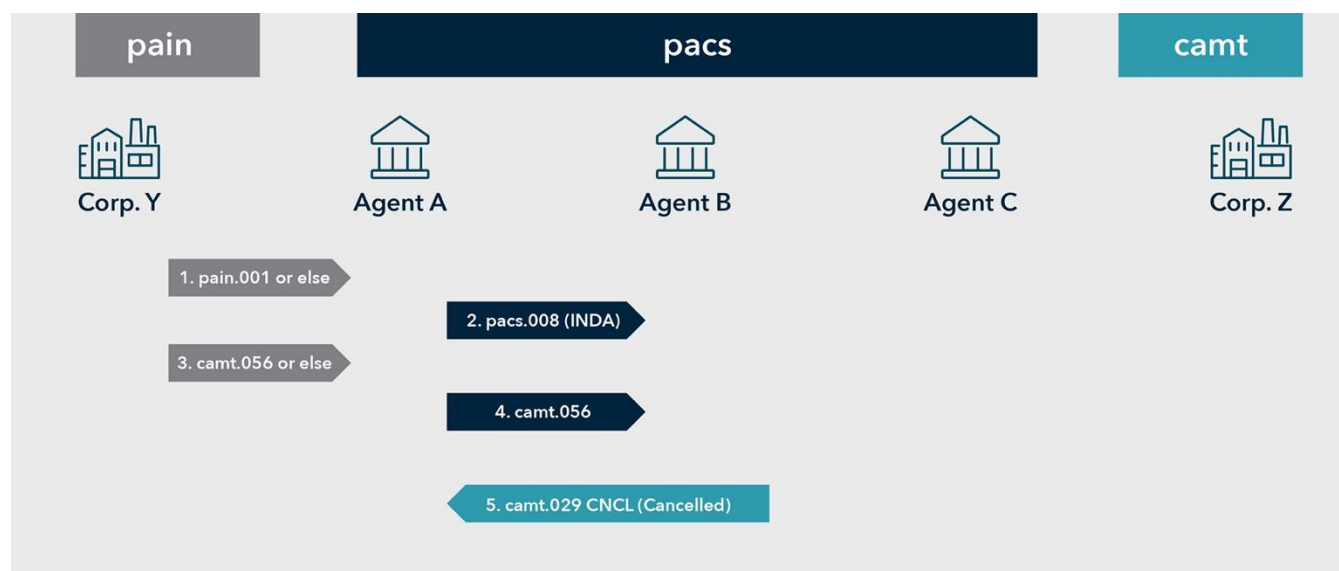 pain
pacs
camt
Corp. Y
Agent A
Agent B
Agent C
Corp. Z
1. pain.001 or else
2. pacs.008 (INDA)
3. camt.056 or else
4. camt.056
5. camt.029 CNCL (Cancelled)